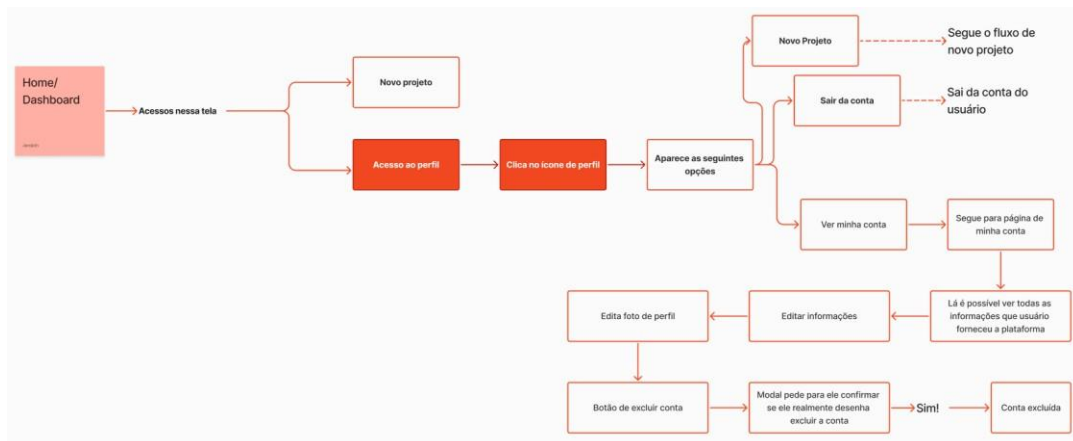 Home/
Dashboard
Acessos nessa tela
Novo projeto
Acesso ao perfil
Clica no ícone de perfil
Aparece as seguintes
opções
Novo Projeto
Segue o fluxo de
novo projeto
Sair da conta
Sai da conta do
usuário
Ver minha conta
Segue para página de
minha conta
Lá é possível ver todas as
informações que usuário
forneceu a plataforma
Editar informações
Edita foto de perfil
Botão de excluir conta
Modal pede para ele confirmar
se ele realmente desenha
excluir a conta
Sim!
Conta excluída